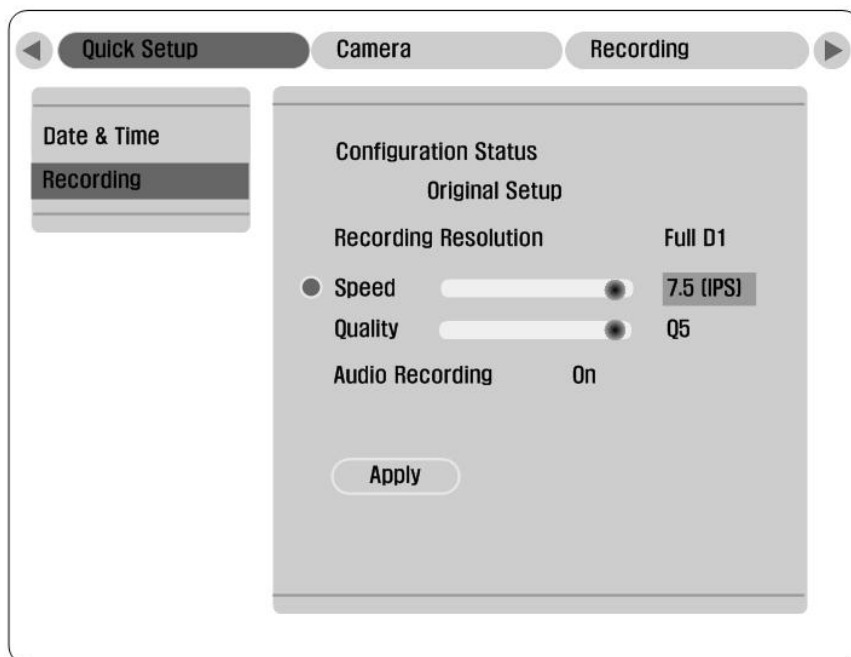 Quick Setup
Camera
Recording
Date & Time
Recording
Configuration Status
Original Setup
Recording Resolution Full D1
Speed 7.5 (IPS)
Quality Q5
Audio Recording On
Apply